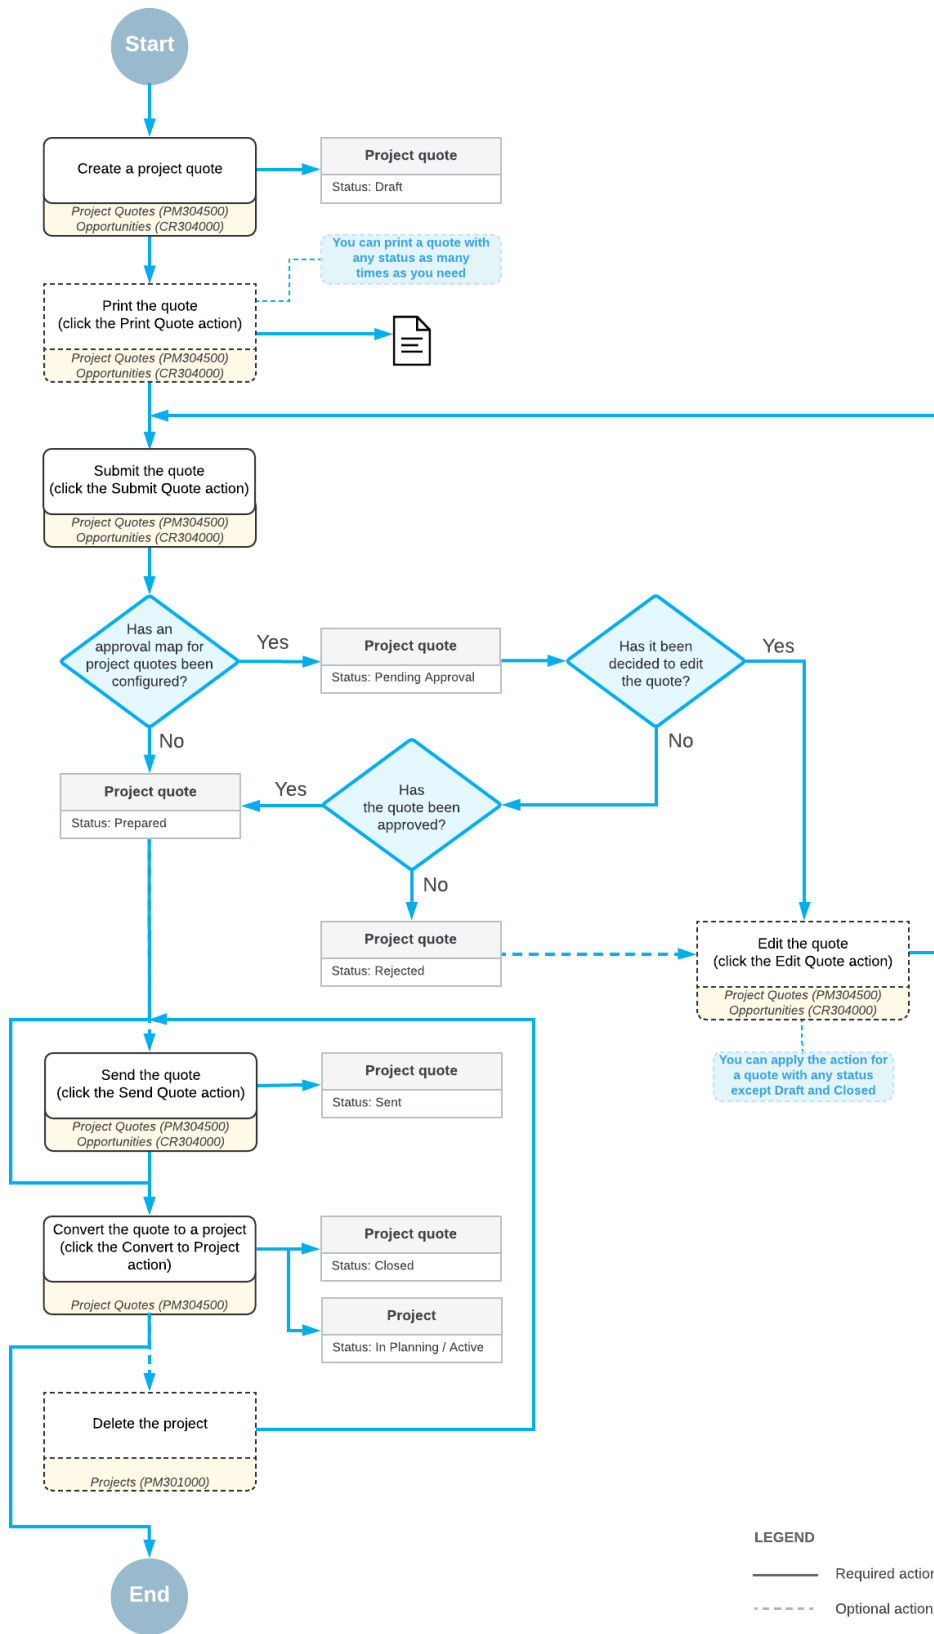 Start
Create a project quote
Project Quotes (PM304500)
Opportunities (CR304000)
Project quote
Status: Draft
You can print a quote with
any status as many
times as you need
Print the quote
(click the Print Quote action)
Project Quotes (PM304500)
Opportunities (CR304000)
Submit the quote
(click the Submit Quote action)
Project Quotes (PM304500)
Opportunities (CR304000)
Has an
approval map for
project quotes been
configured?
Yes
No
Project quote
Status: Pending Approval
Has it been
decided to edit
the quote?
Yes
No
Has
the quote been
approved?
Yes
No
Project quote
Status: Prepared
Project quote
Status: Rejected
Edit the quote
(click the Edit Quote action)
Project Quotes (PM304500)
Opportunities (CR304000)
You can apply the action for
a quote with any status
except Draft and Closed
Send the quote
(click the Send Quote action)
Project Quotes (PM304500)
Opportunities (CR304000)
Project quote
Status: Sent
Convert the quote to a project
(click the Convert to Project
action)
Project Quotes (PM304500)
Project quote
Status: Closed
Project
Status: In Planning / Active
Delete the project
Projects (PM301000)
End
LEGEND
Required action
Optional action